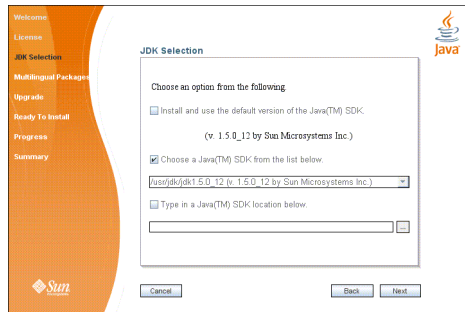 Welcome
License
JDK Selection
Multilingual Packages
Upgrade
Ready To Install
Progress
Summary
Sun
Java
JDK Selection
Choose an option from the following.
Install and use the default version of the Java(TM) SDK.
(v. 1.5.0_12 by Sun Microsystems Inc.)
Choose a Java(TM) SDK from the list below.
/usr/jdk/jdk1.5.0_12 (v. 1.5.0_12 by Sun Microsystems Inc.)
Type in a Java(TM) SDK location below.
...
Cancel
Back
Next